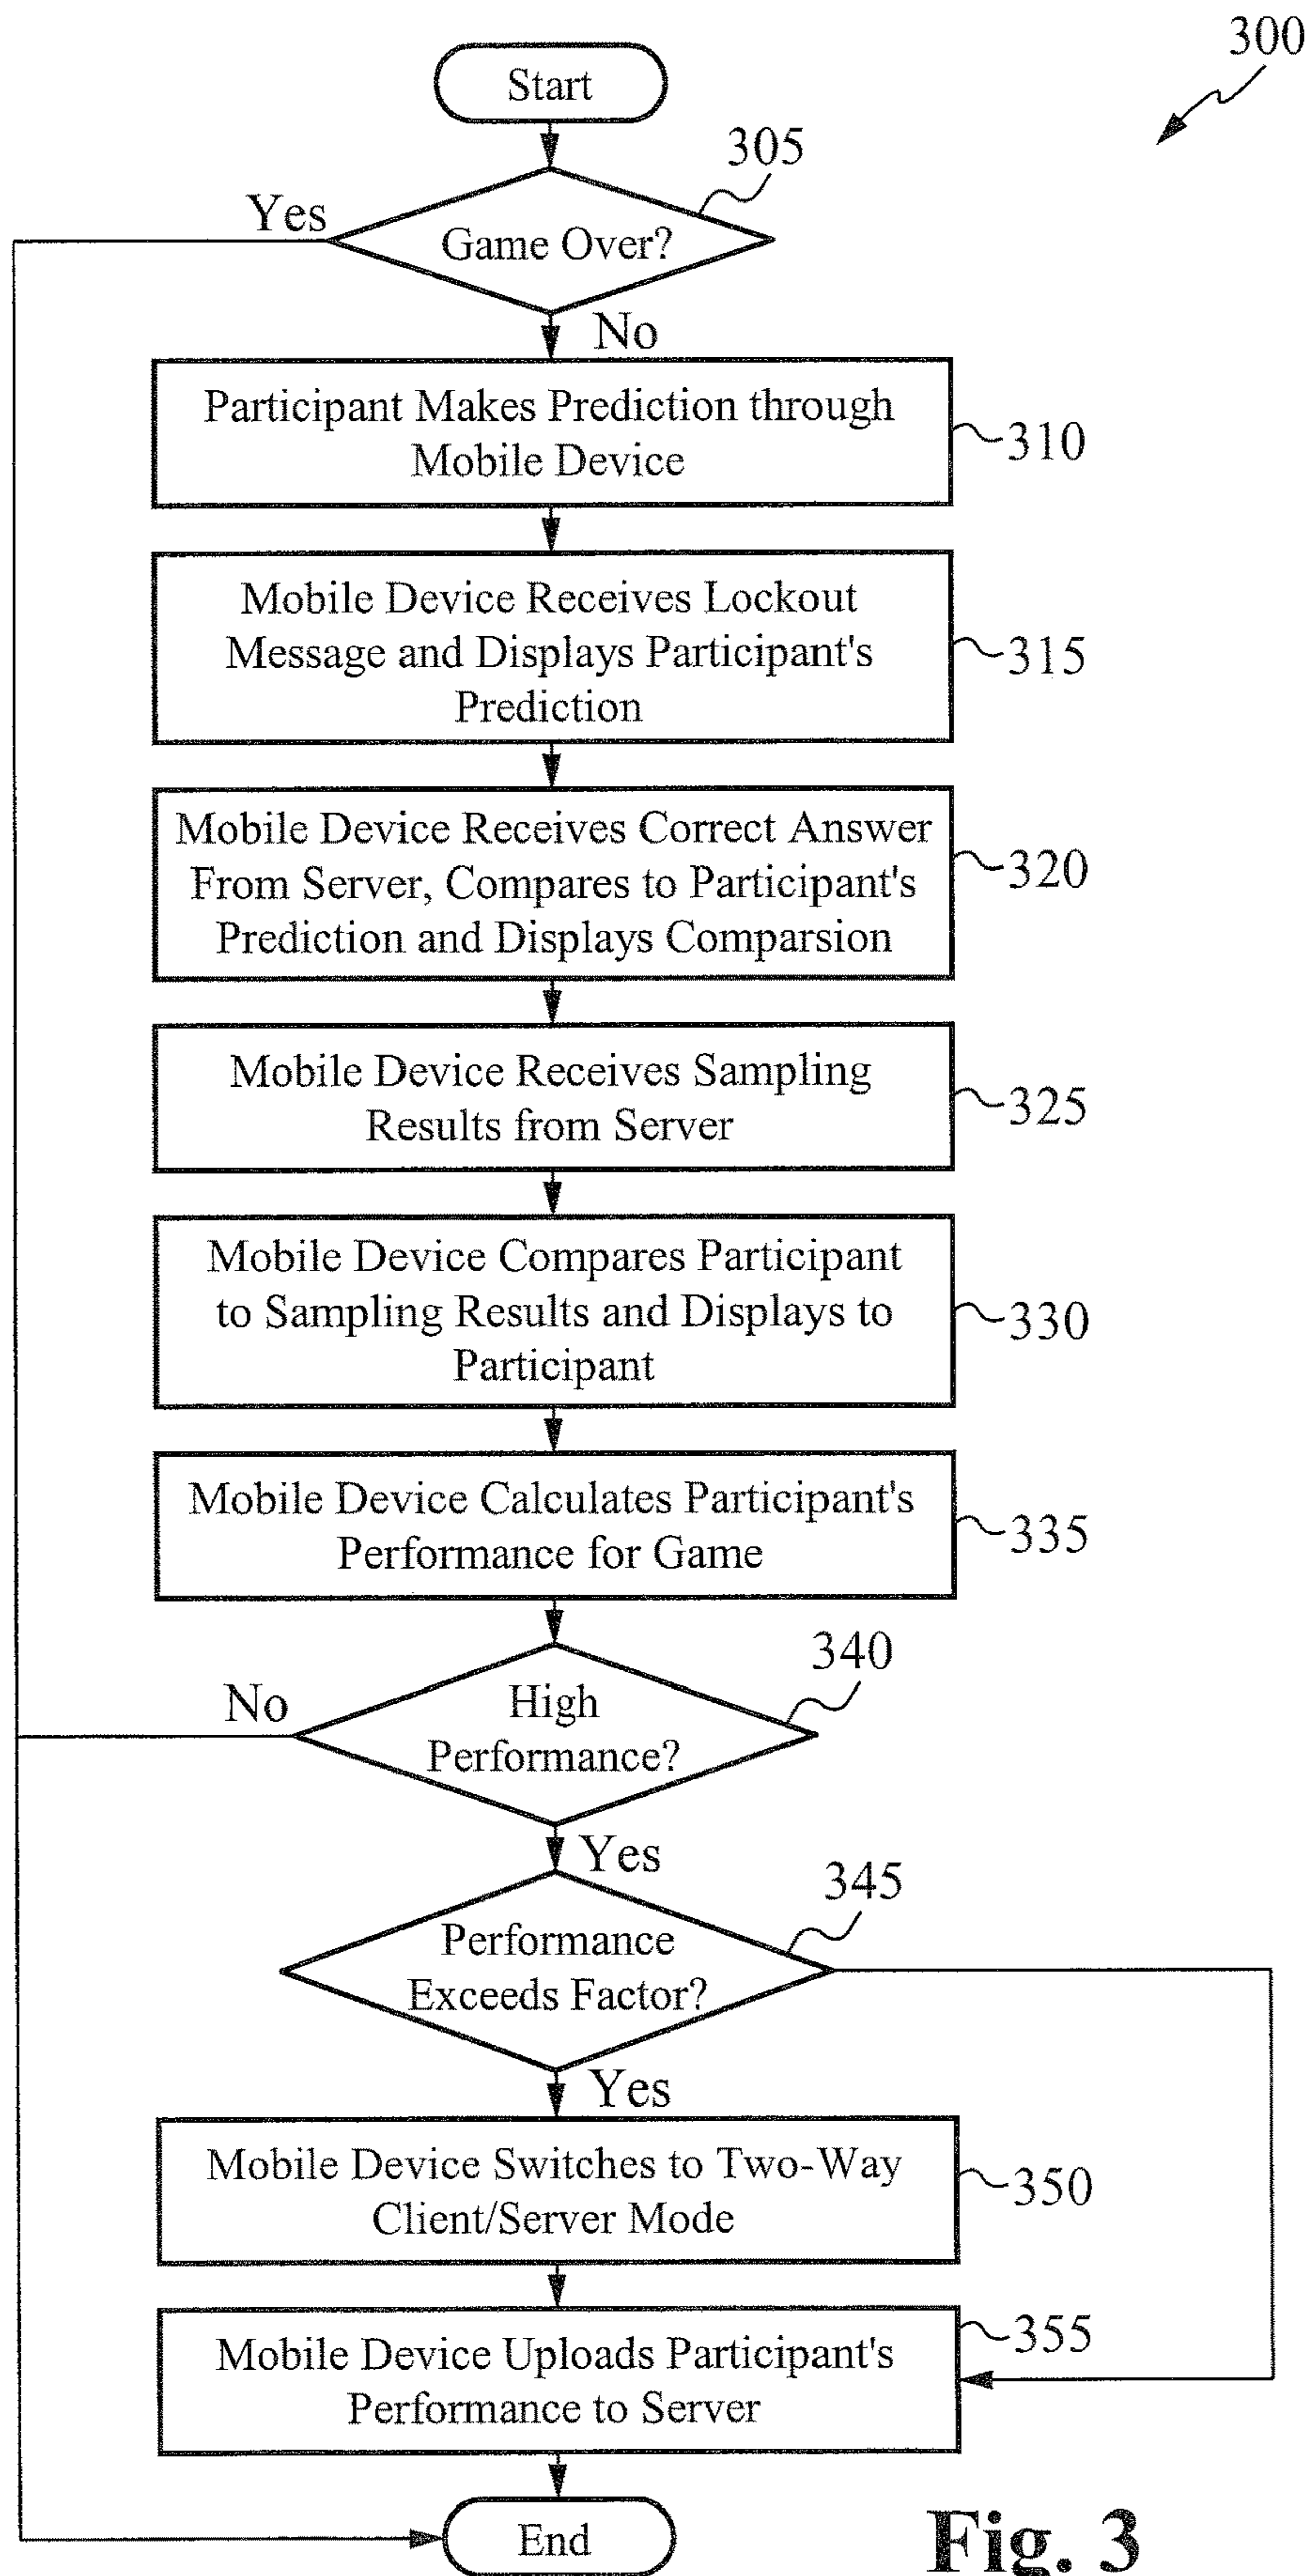 300
Start
305
Yes
Game Over?
No
Participant Makes Prediction through
Mobile Device
310
Mobile Device Receives Lockout
Message and Displays Participant's
Prediction
315
Mobile Device Receives Correct Answer
From Server, Compares to Participant's
Prediction and Displays Comparsion
320
Mobile Device Receives Sampling
Results from Server
325
Mobile Device Compares Participant
to Sampling Results and Displays to
Participant
330
Mobile Device Calculates Participant's
Performance for Game
335
340
No
High
Performance?
Yes
345
Performance
Exceeds Factor?
Yes
Mobile Device Switches to Two-Way
Client/Server Mode
350
Mobile Device Uploads Participant's
Performance to Server
355
End
Fig. 3